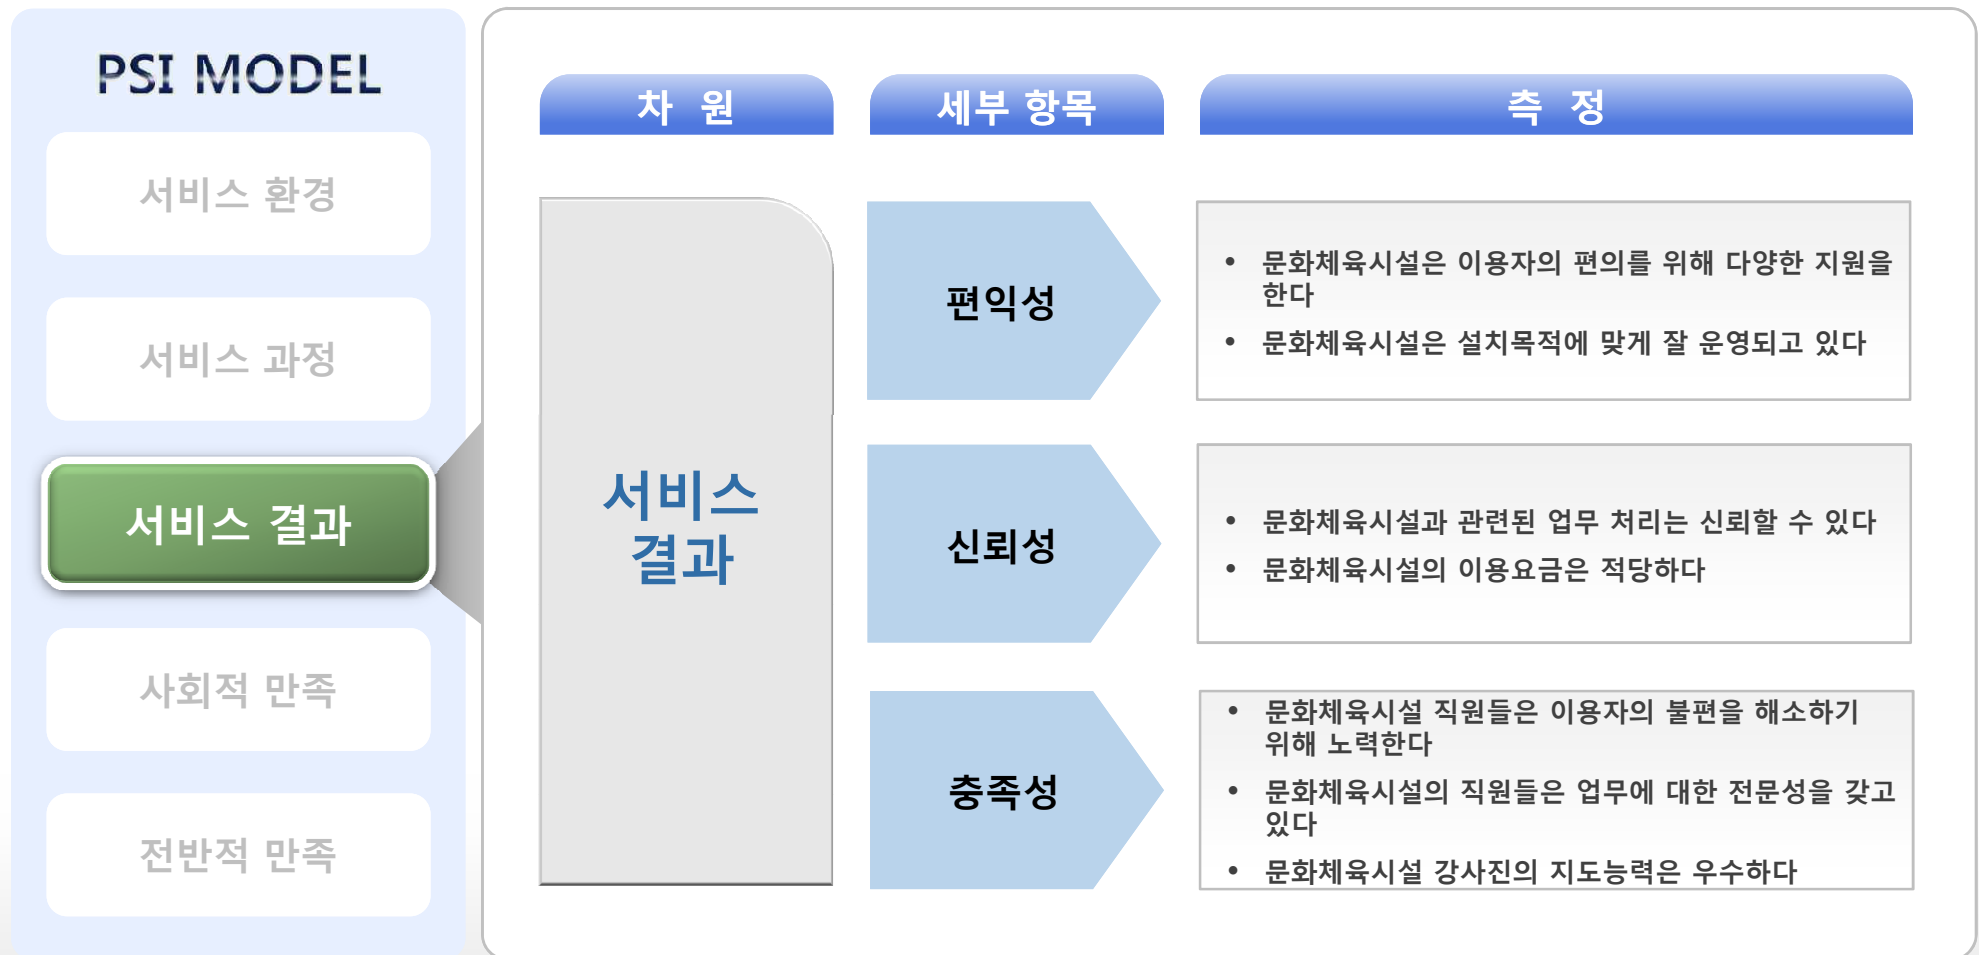 PSI MODEL
서비스 환경
서비스 과정
서비스 결과
사회적 만족
전반적 만족
차 원
세부 항목
측 정
서비스
결과
편익성
• 문화체육시설은 이용자의 편의를 위해 다양한 지원을
한다
• 문화체육시설은 설치목적에 맞게 잘 운영되고 있다
신뢰성
• 문화체육시설과 관련된 업무 처리는 신뢰할 수 있다
• 문화체육시설의 이용요금은 적당하다
충족성
• 문화체육시설 직원들은 이용자의 불편을 해소하기
위해 노력한다
• 문화체육시설의 직원들은 업무에 대한 전문성을 갖고
있다
• 문화체육시설 강사진의 지도능력은 우수하다